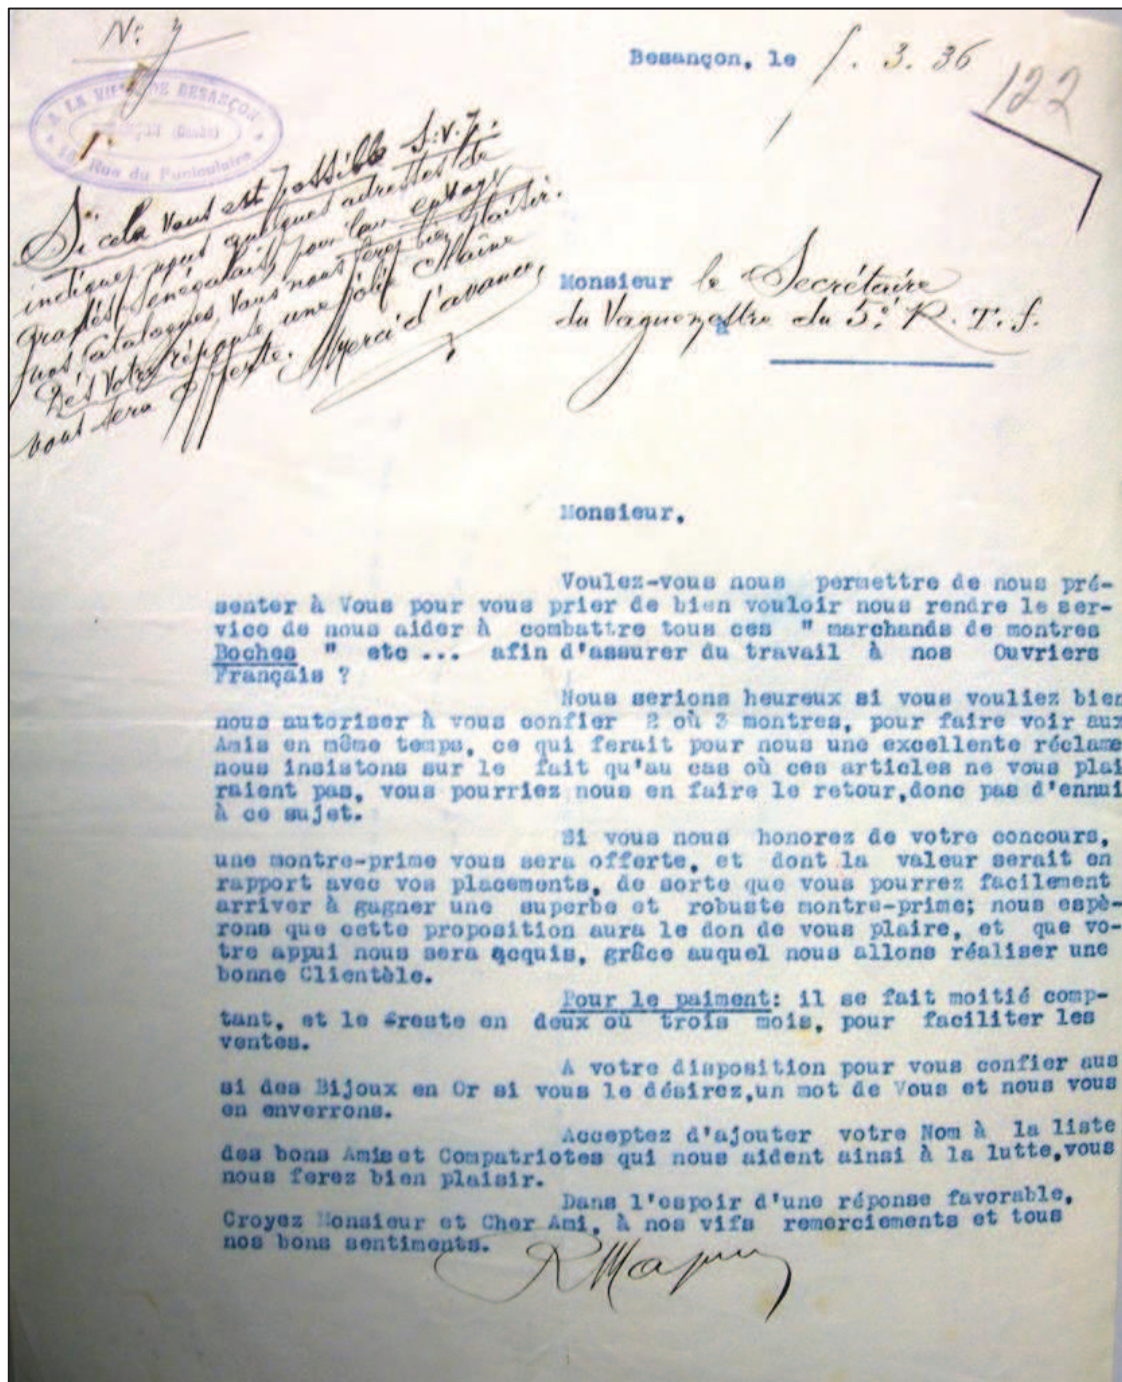 N° 7
A LA VILLE DE BESANÇON
BESANÇON (Doubs)
Rue du Funiculaire
Besançon, le 1. 3. 36
122
Si cela vous est possible S.V.P.
indiquez nous quelques adresses de
gradés Sénégalais, pour leur envoyer
nos Catalogues, vous nous ferez bien plaisir.
Dès votre réponse une jolie Chaîne
vous sera offerte. Merci d'avance,
Monsieur le Secrétaire
du Vaguemestre du 5e R. T. S.
Monsieur,
Voulez-vous nous permettre de nous pré-
senter à Vous pour vous prier de bien vouloir nous rendre le ser-
vice de nous aider à combattre tous ces " marchands de montres
Boches " etc ... afin d'assurer du travail à nos Ouvriers
Français ?
Nous serions heureux si vous vouliez bien
nous autoriser à vous confier 2 où 3 montres, pour faire voir aux
Amis en même temps, ce qui ferait pour nous une excellente réclame
nous insistons sur le fait qu'au cas où ces articles ne vous plai
raient pas, vous pourriez nous en faire le retour,donc pas d'ennui
à ce sujet.
Si vous nous honorez de votre concours,
une montre-prime vous sera offerte, et dont la valeur serait en
rapport avec vos placements, de sorte que vous pourrez facilement
arriver à gagner une superbe et robuste montre-prime; nous espè-
rons que cette proposition aura le don de vous plaire, et que vo-
tre appui nous sera acquis, grâce auquel nous allons réaliser une
bonne Clientèle.
Pour le paiment: il se fait moitié comp-
tant, et le reste en deux ou trois mois, pour faciliter les
ventes.
A votre disposition pour vous confier aus
si des Bijoux en Or si vous le désirez,un mot de Vous et nous vous
en enverrons.
Acceptez d'ajouter votre Nom à la liste
des bons Amis et Compatriotes qui nous aident ainsi à la lutte,vous
nous ferez bien plaisir.
Dans l'espoir d'une réponse favorable,
Croyez Monsieur et Cher Ami, à nos vifs remerciements et tous
nos bons sentiments.